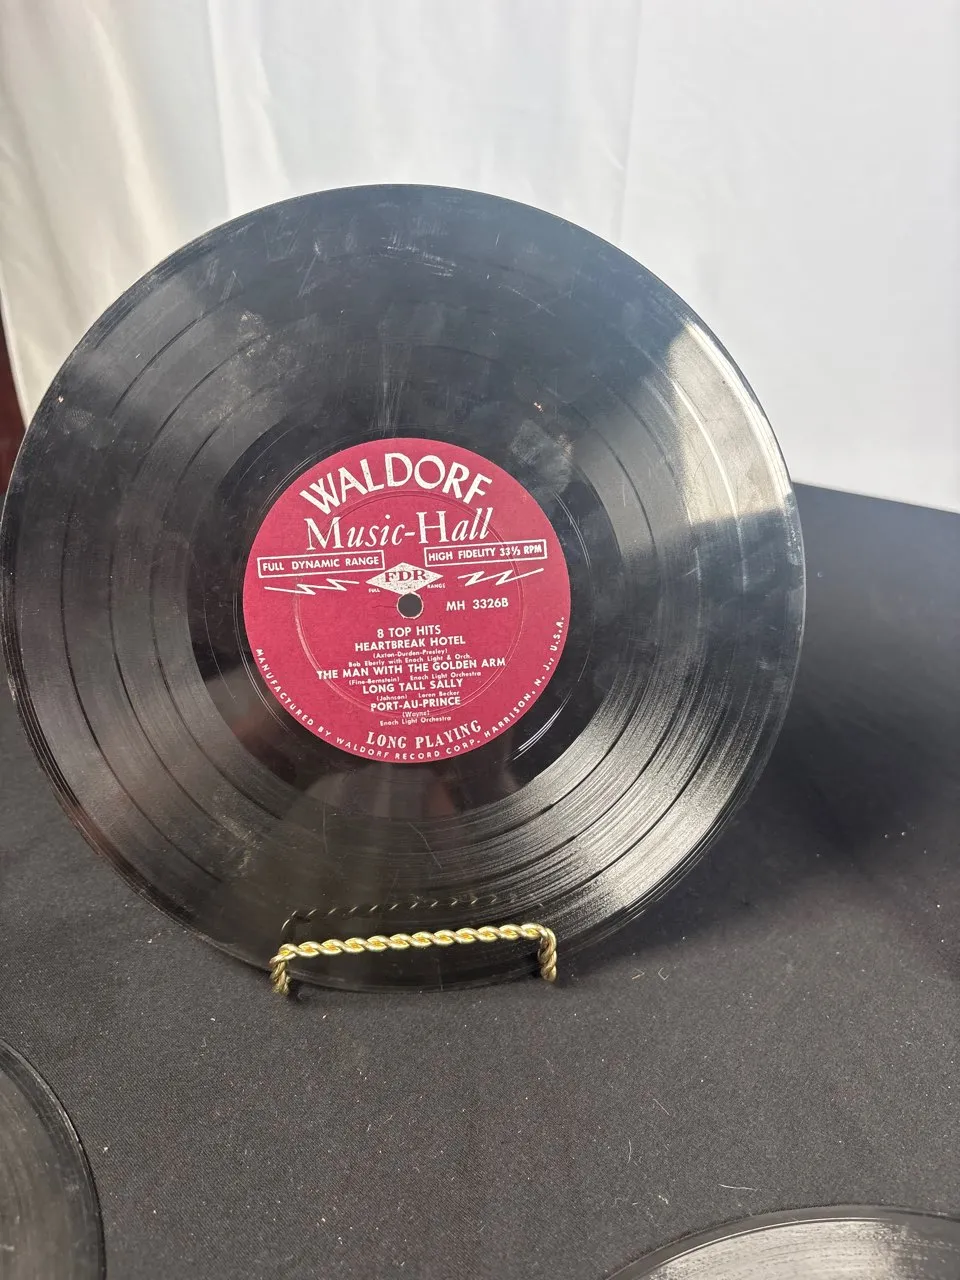 WALDORF
Music-Hall
FULL DYNAMIC RANGE
HIGH FIDELITY 33⅓ RPM
FDR
FULL RANGE
MH 3326B
8 TOP HITS
HEARTBREAK HOTEL
(Axton-Durden-Presley)
Bob Eberly with Enoch Light & Orch.
THE MAN WITH THE GOLDEN ARM
(Fine-Bernstein) Enoch Light Orchestra
LONG TALL SALLY
(Johnson) Loren Becker
PORT-AU-PRINCE
(Wayne)
Enoch Light Orchestra
LONG PLAYING
MANUFACTURED BY WALDORF RECORD CORP. HARRISON, N. J., U.S.A.